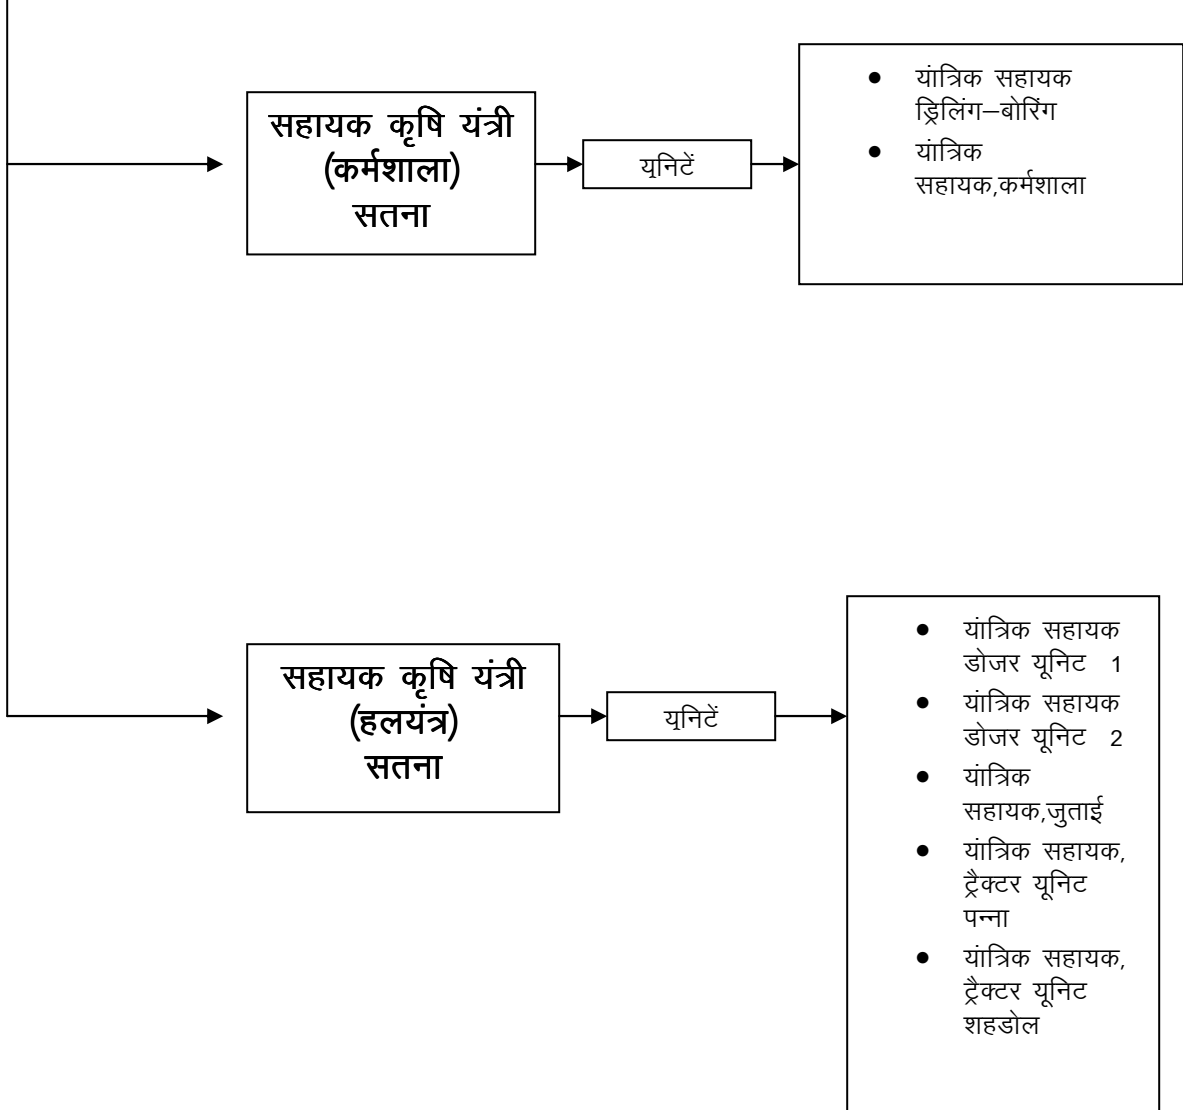 सहायक कृषि यंत्री
(कर्मशाला)
सतना
यूनिटें
● यांत्रिक सहायक
ड्रिलिंग–बोरिंग
● यांत्रिक
सहायक,कर्मशाला
सहायक कृषि यंत्री
(हलयंत्र)
सतना
यूनिटें
● यांत्रिक सहायक
डोजर यूनिट 1
● यांत्रिक सहायक
डोजर यूनिट 2
● यांत्रिक
सहायक,जुताई
● यांत्रिक सहायक,
ट्रैक्टर यूनिट
पन्ना
● यांत्रिक सहायक,
ट्रैक्टर यूनिट
शहडोल